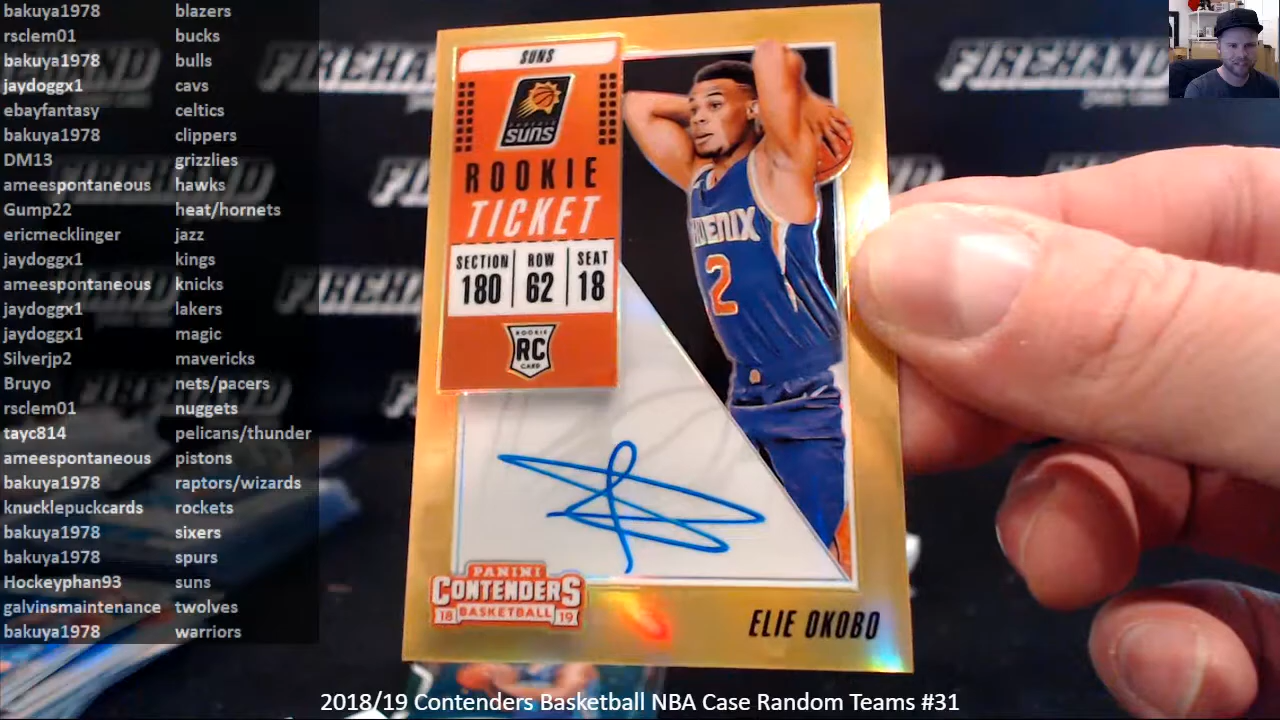 bakuya1978 blazers
rsclem01 bucks
bakuya1978 bulls
jaydoggx1 cavs
ebayfantasy celtics
bakuya1978 clippers
DM13 grizzlies
ameespontaneous hawks
Gump22 heat/hornets
ericmecklinger jazz
jaydoggx1 kings
ameespontaneous knicks
jaydoggx1 lakers
jaydoggx1 magic
Silverjp2 mavericks
Bruyo nets/pacers
rsclem01 nuggets
tayc814 pelicans/thunder
ameespontaneous pistons
bakuya1978 raptors/wizards
knucklepuckcards rockets
bakuya1978 sixers
bakuya1978 spurs
Hockeyphan93 suns
galvinsmaintenance twolves
bakuya1978 warriors
SUNS
PHOENIX
SUNS
ROOKIE
TICKET
SECTION ROW SEAT
180 62 18
ROOKIE
RC
CARD
PHOENIX
2
PANINI
CONTENDERS
18 BASKETBALL 19
ELIE OKOBO
FIREHAND
FIREHAND
FIREHAND
2018/19 Contenders Basketball NBA Case Random Teams #31